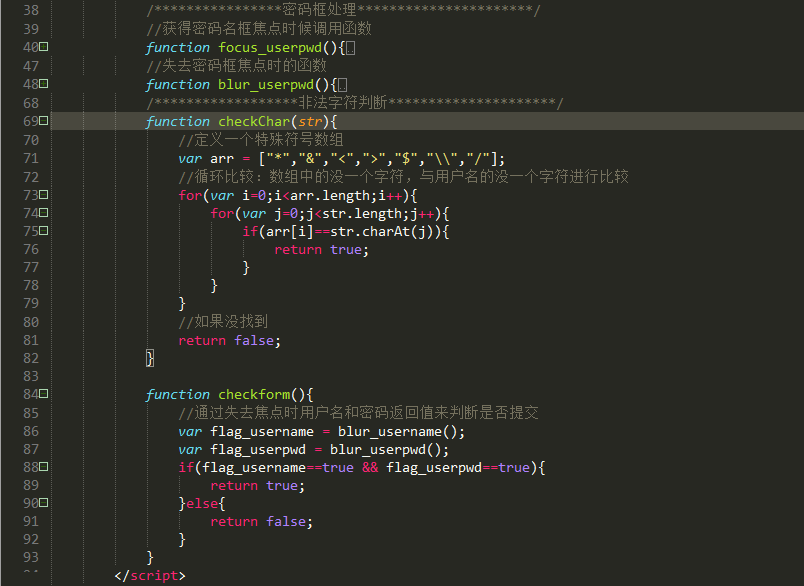 38 /****************密码框处理**********************/
39 //获得密码名框焦点时候调用函数
40 function focus_userpwd(){
47 //失去密码框焦点时的函数
48 function blur_userpwd(){
68 /******************非法字符判断*********************/
69 function checkChar(str){
70 //定义一个特殊符号数组
71 var arr = ["*","&","<",">","$","\\","/"];
72 //循环比较：数组中的没一个字符，与用户名的没一个字符进行比较
73 for(var i=0;i<arr.length;i++){
74 for(var j=0;j<str.length;j++){
75 if(arr[i]==str.charAt(j)){
76 return true;
77 }
78 }
79 }
80 //如果没找到
81 return false;
82 }
83
84 function checkform(){
85 //通过失去焦点时用户名和密码返回值来判断是否提交
86 var flag_username = blur_username();
87 var flag_userpwd = blur_userpwd();
88 if(flag_username==true && flag_userpwd==true){
89 return true;
90 }else{
91 return false;
92 }
93 }
</script>